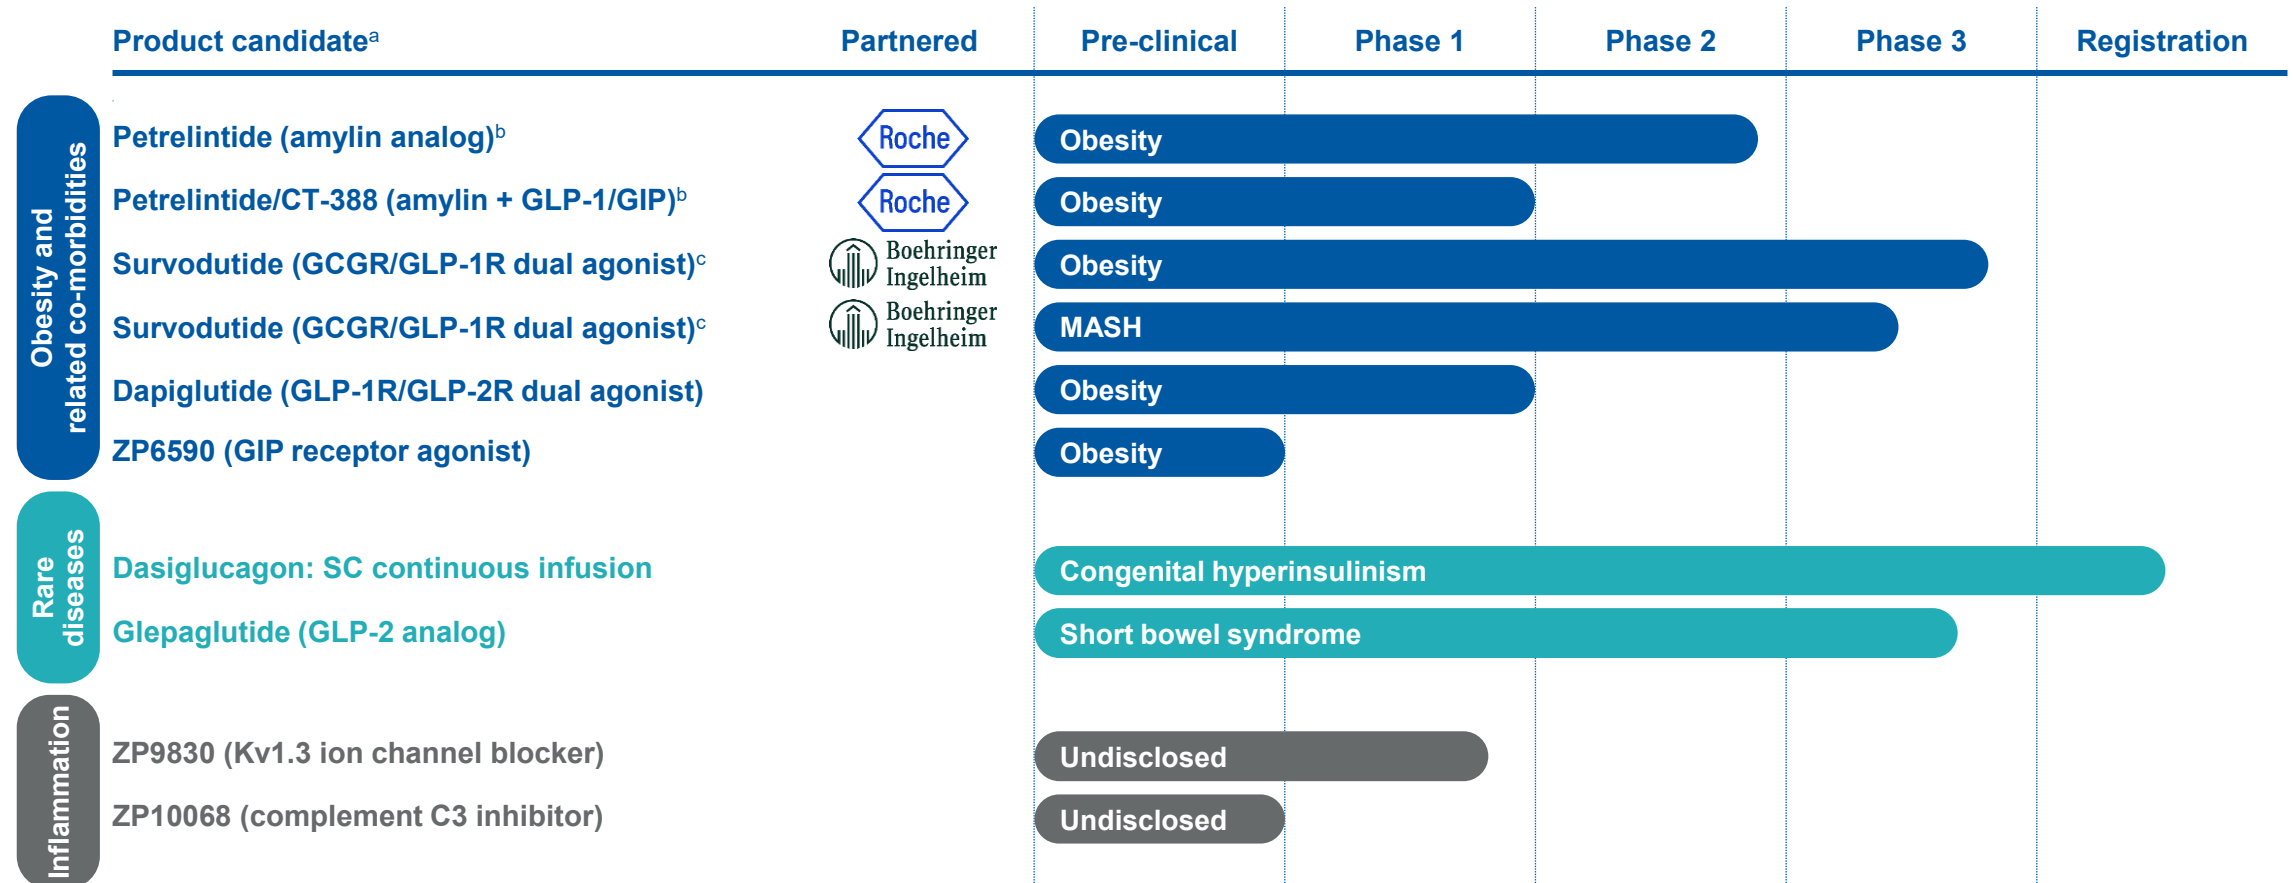 Product candidateᵃ Partnered Pre-clinical Phase 1 Phase 2 Phase 3 Registration
Obesity and
related co-morbidities
Petrelintide (amylin analog)ᵇ Roche Obesity
Petrelintide/CT-388 (amylin + GLP-1/GIP)ᵇ Roche Obesity
Survodutide (GCGR/GLP-1R dual agonist)ᶜ Boehringer Ingelheim Obesity
Survodutide (GCGR/GLP-1R dual agonist)ᶜ Boehringer Ingelheim MASH
Dapiglutide (GLP-1R/GLP-2R dual agonist) Obesity
ZP6590 (GIP receptor agonist) Obesity
Rare
diseases
Dasiglucagon: SC continuous infusion Congenital hyperinsulinism
Glepaglutide (GLP-2 analog) Short bowel syndrome
Inflammation
ZP9830 (Kv1.3 ion channel blocker) Undisclosed
ZP10068 (complement C3 inhibitor) Undisclosed